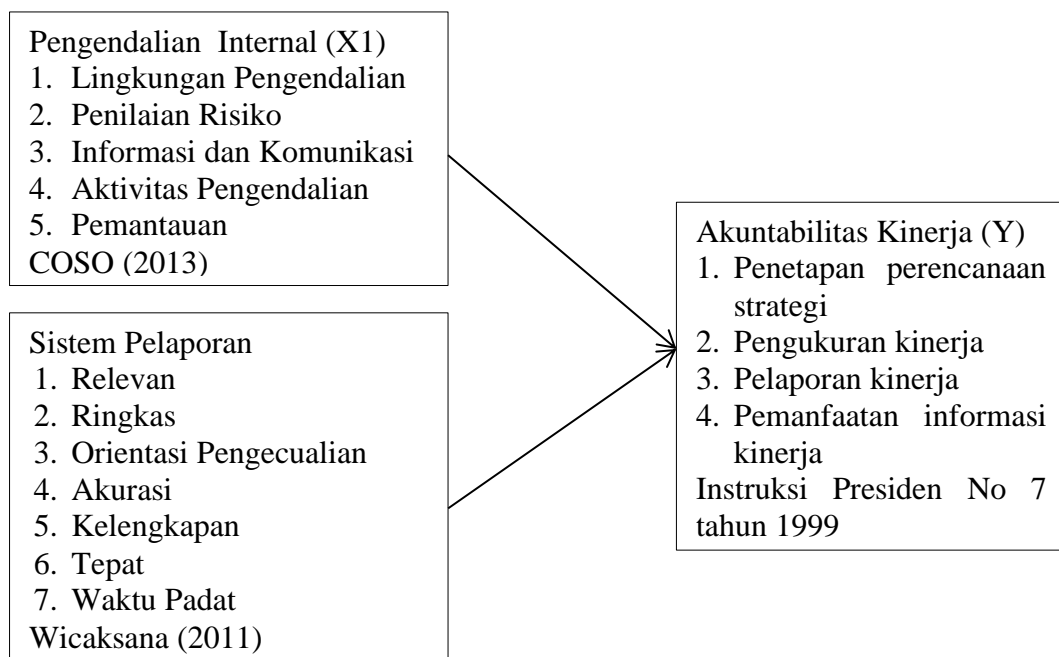 Pengendalian Internal (X1)
1. Lingkungan Pengendalian
2. Penilaian Risiko
3. Informasi dan Komunikasi
4. Aktivitas Pengendalian
5. Pemantauan
COSO (2013)
Sistem Pelaporan
1. Relevan
2. Ringkas
3. Orientasi Pengecualian
4. Akurasi
5. Kelengkapan
6. Tepat
7. Waktu Padat
Wicaksana (2011)
Akuntabilitas Kinerja (Y)
1. Penetapan perencanaan
strategi
2. Pengukuran kinerja
3. Pelaporan kinerja
4. Pemanfaatan informasi
kinerja
Instruksi Presiden No 7
tahun 1999